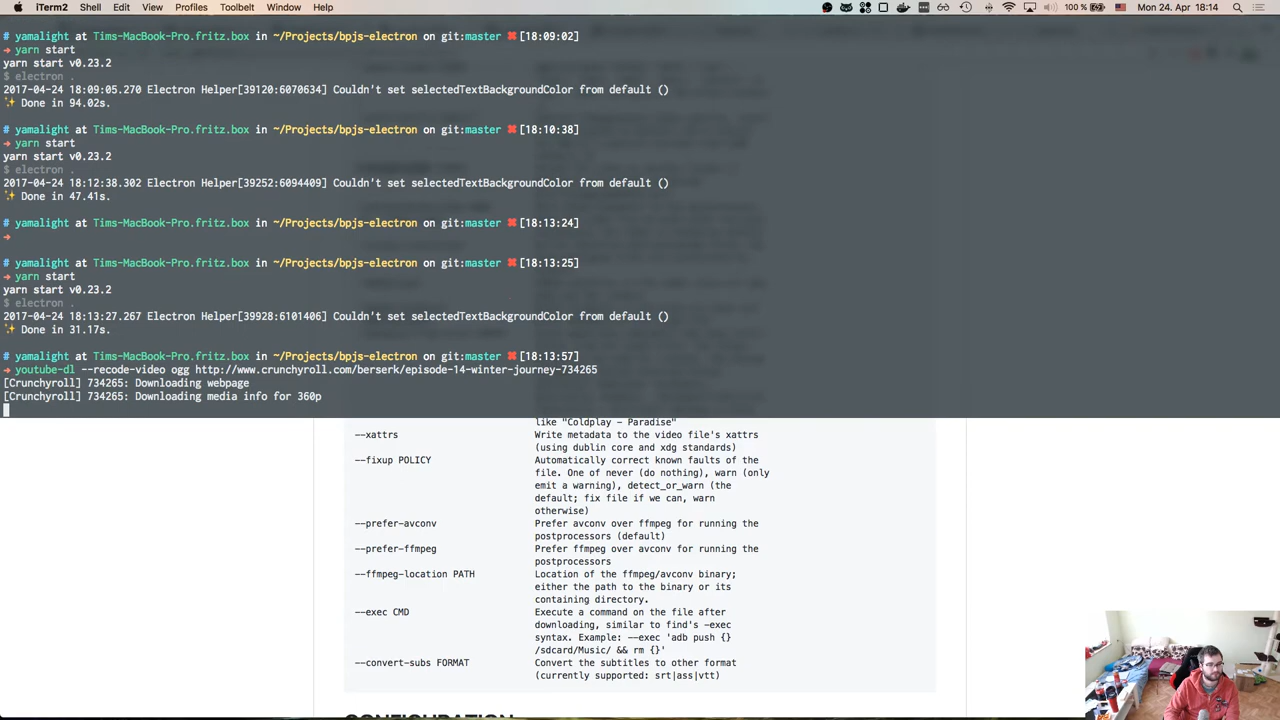 iTerm2 Shell Edit View Profiles Toolbelt Window Help 100 % Mon 24. Apr 18:14
# yamalight at Tims-MacBook-Pro.fritz.box in ~/Projects/bpjs-electron on git:master ✖ [18:09:02]
➜ yarn start
yarn start v0.23.2
$ electron .
2017-04-24 18:09:05.270 Electron Helper[39120:6070634] Couldn't set selectedTextBackgroundColor from default ()
✨ Done in 94.02s.
# yamalight at Tims-MacBook-Pro.fritz.box in ~/Projects/bpjs-electron on git:master ✖ [18:10:38]
➜ yarn start
yarn start v0.23.2
$ electron .
2017-04-24 18:12:38.302 Electron Helper[39252:6094409] Couldn't set selectedTextBackgroundColor from default ()
✨ Done in 47.41s.
# yamalight at Tims-MacBook-Pro.fritz.box in ~/Projects/bpjs-electron on git:master ✖ [18:13:24]
➜
# yamalight at Tims-MacBook-Pro.fritz.box in ~/Projects/bpjs-electron on git:master ✖ [18:13:25]
➜ yarn start
yarn start v0.23.2
$ electron .
2017-04-24 18:13:27.267 Electron Helper[39928:6101406] Couldn't set selectedTextBackgroundColor from default ()
✨ Done in 31.17s.
# yamalight at Tims-MacBook-Pro.fritz.box in ~/Projects/bpjs-electron on git:master ✖ [18:13:57]
➜ youtube-dl --recode-video ogg http://www.crunchyroll.com/berserk/episode-14-winter-journey-734265
[Crunchyroll] 734265: Downloading webpage
[Crunchyroll] 734265: Downloading media info for 360p
like "Coldplay - Paradise"
--xattrs Write metadata to the video file's xattrs
(using dublin core and xdg standards)
--fixup POLICY Automatically correct known faults of the
file. One of never (do nothing), warn (only
emit a warning), detect_or_warn (the
default; fix file if we can, warn
otherwise)
--prefer-avconv Prefer avconv over ffmpeg for running the
postprocessors (default)
--prefer-ffmpeg Prefer ffmpeg over avconv for running the
postprocessors
--ffmpeg-location PATH Location of the ffmpeg/avconv binary;
either the path to the binary or its
containing directory.
--exec CMD Execute a command on the file after
downloading, similar to find's -exec
syntax. Example: --exec 'adb push {}
/sdcard/Music/ && rm {}'
--convert-subs FORMAT Convert the subtitles to other format
(currently supported: srt|ass|vtt)
CONFIGURATION